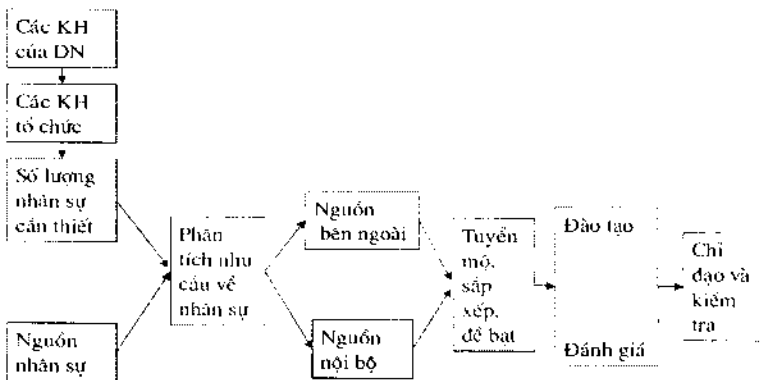 Các KH
của DN
Các KH
tổ chức
Số lượng
nhân sự
cần thiết
Nguồn
nhân sự
Phân
tích nhu
cầu về
nhân sự
Nguồn
bên ngoài
Nguồn
nội bộ
Tuyển
mộ,
sắp
xếp,
đề bạt
Đào tạo
Đánh giá
Chỉ
đạo và
kiểm
tra